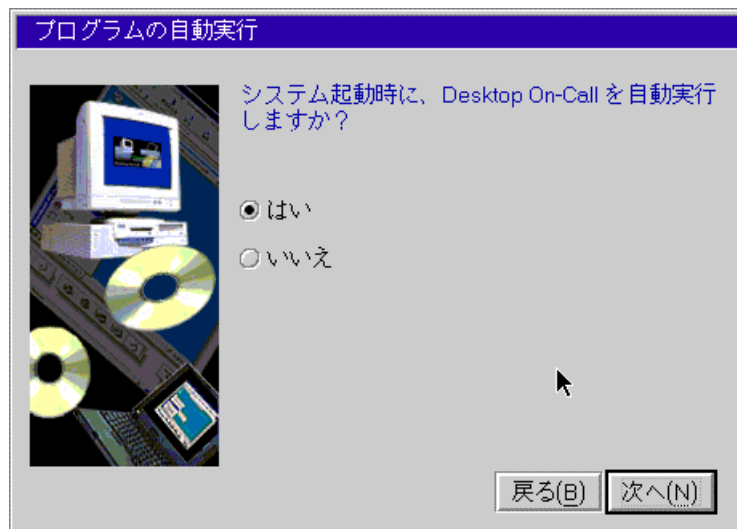 プログラムの自動実行
システム起動時に、Desktop On-Call を自動実行
しますか？
はい
いいえ
戻る(B)
次へ(N)